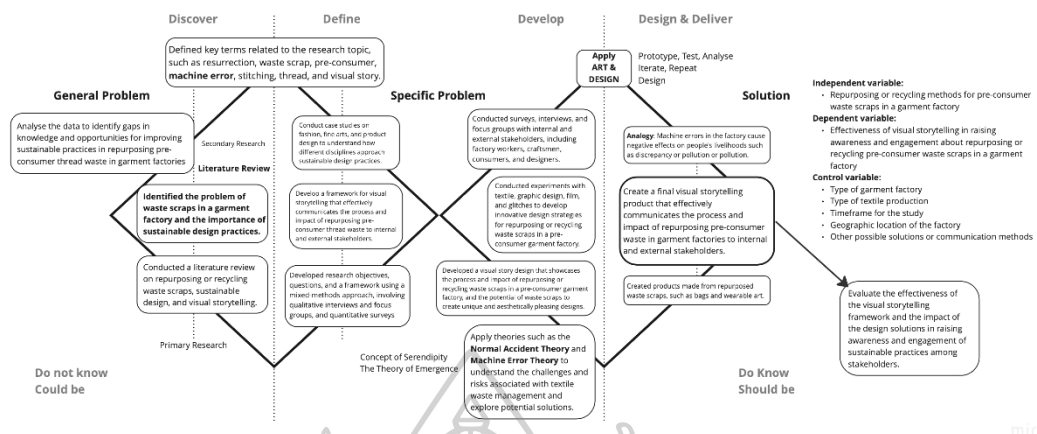 Discover
Define
Develop
Design & Deliver
Defined key terms related to the research topic,
such as resurrection, waste scrap, pre-consumer,
machine error, stitching, thread, and visual story.
Apply
ART &
DESIGN
Prototype, Test, Analyse
Iterate, Repeat
Design
General Problem
Specific Problem
Solution
Analyse the data to identify gaps in
knowledge and opportunities for improving
sustainable practices in repurposing pre-
consumer thread waste in garment factories
Secondary Research
Literature Review
Identified the problem of
waste scraps in a garment
factory and the importance of
sustainable design practices.
Conducted a literature review
on repurposing or recycling
waste scraps, sustainable
design, and visual storytelling.
Primary Research
Conduct case studies on
fashion, fine arts, and product
design to understand how
different disciplines approach
sustainable design practices.
Develop a framework for visual
storytelling that effectively
communicates the process and
impact of repurposing pre-
consumer thread waste to internal
and external stakeholders.
Developed research objectives,
questions, and a framework using a
mixed methods approach, involving
qualitative interviews and focus
groups, and quantitative surveys
Conducted surveys, interviews, and
focus groups with internal and
external stakeholders, including
factory workers, craftsmen,
consumers, and designers.
Conducted experiments with
textile, graphic design, film,
and glitches to develop
innovative design strategies
for repurposing or recycling
waste scraps in a pre-
consumer garment factory.
Developed a visual story design that showcases
the process and impact of repurposing or
recycling waste scraps in a pre-consumer garment
factory, and the potential of waste scraps to
create unique and aesthetically pleasing designs.
Concept of Serendipity
The Theory of Emergence
Apply theories such as the
Normal Accident Theory and
Machine Error Theory to
understand the challenges and
risks associated with textile
waste management and
explore potential solutions.
Analogy: Machine errors in the factory cause
negative effects on people's livelihoods such
as discrepancy or pollution or pollution.
Create a final visual storytelling
product that effectively
communicates the process and
impact of repurposing pre-consumer
waste in garment factories to internal
and external stakeholders.
Created products made from repurposed
waste scraps, such as bags and wearable art.
Independent variable:
• Repurposing or recycling methods for pre-consumer
waste scraps in a garment factory
Dependent variable:
• Effectiveness of visual storytelling in raising
awareness and engagement about repurposing or
recycling pre-consumer waste scraps in a garment
factory
Control variable:
• Type of garment factory
• Type of textile production
• Timeframe for the study
• Geographic location of the factory
• Other possible solutions or communication methods
Evaluate the effectiveness of
the visual storytelling
framework and the impact of
the design solutions in raising
awareness and engagement of
sustainable practices among
stakeholders.
Do not know
Could be
Do Know
Should be